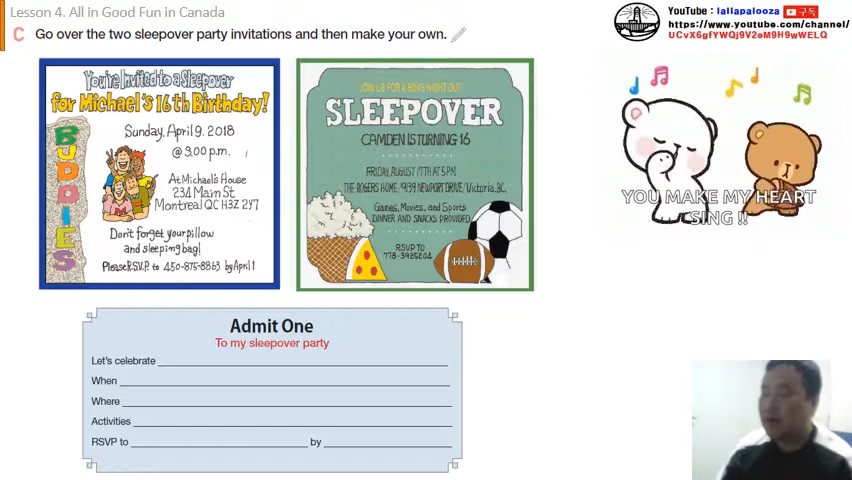 Lesson 4. All in Good Fun in Canada
C Go over the two sleepover party invitations and then make your own.
You're Invited to a Sleepover
for Michael's 16th Birthday!
BUDDIES
Sunday, April 9. 2018
@ 9:00 p.m.
At Michael's House
234 Main St
Montreal QC H3Z 2Y7
Don't forget your pillow
and sleeping bag!
Please R.S.V.P. to 450-875-8863 by April 1
JOIN US FOR A BOYS NIGHT OUT
SLEEPOVER
CAMDEN IS TURNING 16
FRIDAY, AUGUST 17TH AT 5 PM
THE ROGERS HOME, 1939 NEWPORT DRIVE/Victoria, BC,
Games, Movies, and Sports
DINNER AND SNACKS PROVIDED
RSVP TO
778-3925204
Admit One
To my sleepover party
Let's celebrate
When
Where
Activities
RSVP to by
YouTube : lallapalooza 구독
https://www.youtube.com/channel/
UCvX6gfYWQj9V2eM9H9wWELQ
YOU MAKE MY HEART
SING !!